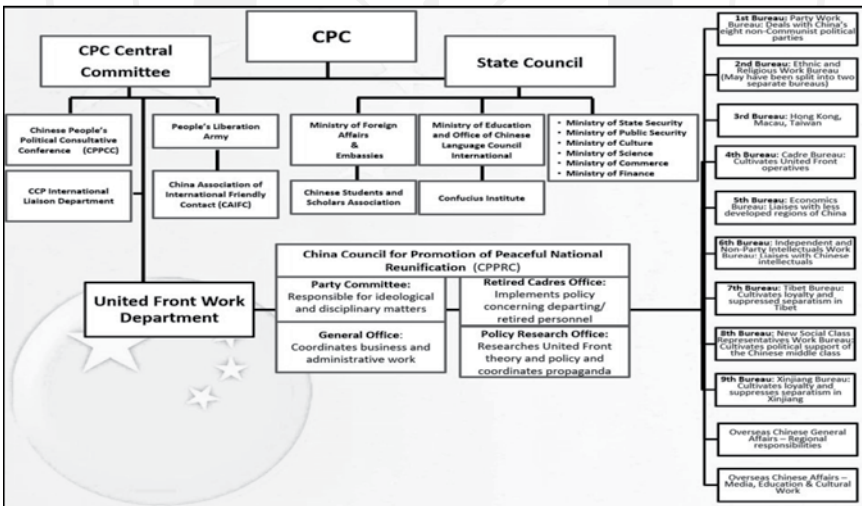 CPC
CPC Central
Committee
State Council
Chinese People's
Political Consultative
Conference (CPPCC)
People's Liberation
Army
Ministry of Foreign
Affairs
&
Embassies
Ministry of Education
and Office of Chinese
Language Council
International
• Ministry of State Security
• Ministry of Public Security
• Ministry of Culture
• Ministry of Science
• Ministry of Commerce
• Ministry of Finance
CCP International
Liaison Department
China Association of
International Friendly
Contact (CAIFC)
Chinese Students and
Scholars Association
Confucius Institute
United Front Work
Department
China Council for Promotion of Peaceful National
Reunification (CPPRC)
Party Committee:
Responsible for ideological
and disciplinary matters
Retired Cadres Office:
Implements policy
concerning departing/
retired personnel
General Office:
Coordinates business and
administrative work
Policy Research Office:
Researches United Front
theory and policy and
coordinates propaganda
1st Bureau: Party Work
Bureau: Deals with China's
eight non-Communist political
parties
2nd Bureau: Ethnic and
Religious Work Bureau
(May have been split into two
separate bureaus)
3rd Bureau: Hong Kong,
Macau, Taiwan
4th Bureau: Cadre Bureau:
Cultivates United Front
operatives
5th Bureau: Economics
Bureau: Liaises with less
developed regions of China
6th Bureau: Independent and
Non-Party Intellectuals Work
Bureau: Liaises with Chinese
intellectuals
7th Bureau: Tibet Bureau:
Cultivates loyalty and
suppressed separatism in
Tibet
8th Bureau: New Social Class
Representatives Work Bureau:
Cultivates political support of
the Chinese middle class
9th Bureau: Xinjiang Bureau:
Cultivates loyalty and
suppresses separatism in
Xinjiang
Overseas Chinese General
Affairs – Regional
responsibilities
Overseas Chinese Affairs –
Media, Education & Cultural
Work